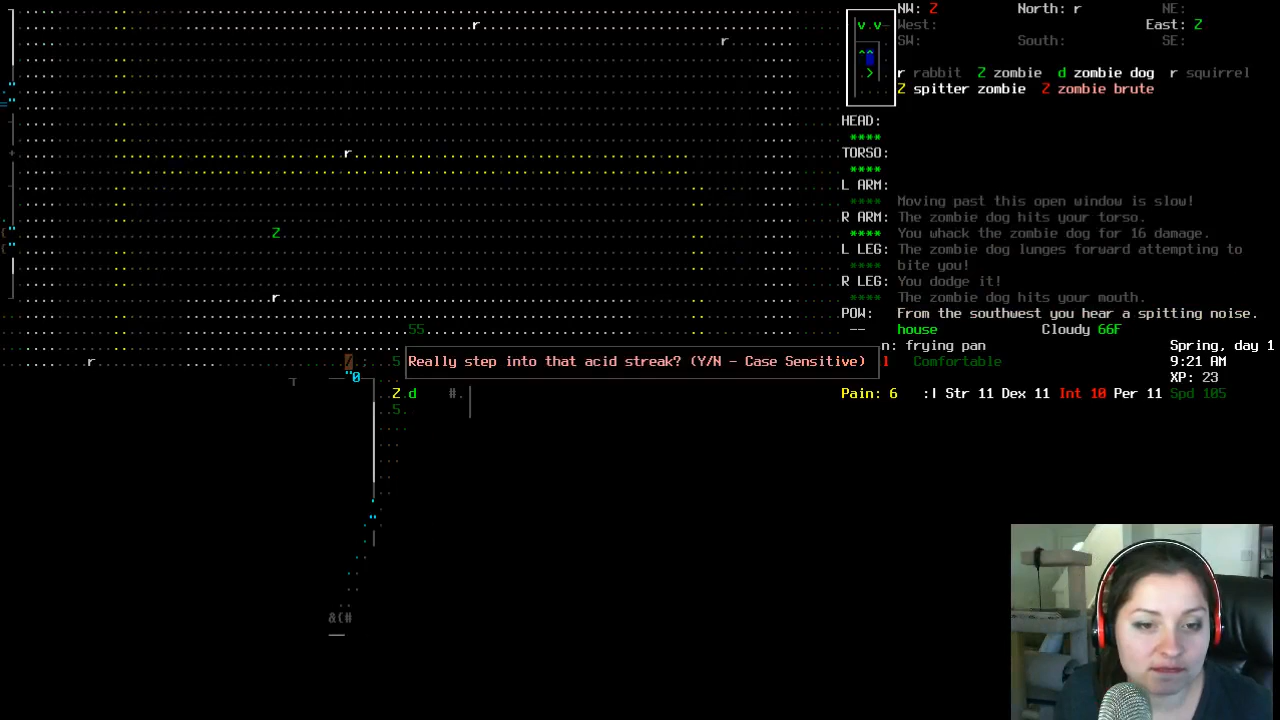 NW: Z North: r NE:
West: East: Z
SW: South: SE:
r rabbit Z zombie d zombie dog r squirrel
Z spitter zombie Z zombie brute
HEAD:
****
TORSO:
****
L ARM:
****
R ARM:
****
L LEG:
****
R LEG:
****
POW:
--
Moving past this open window is slow!
The zombie dog hits your torso.
You whack the zombie dog for 16 damage.
The zombie dog lunges forward attempting to
bite you!
You dodge it!
The zombie dog hits your mouth.
From the southwest you hear a spitting noise.
house Cloudy 66F
n: frying pan Spring, day 1
Really step into that acid streak? (Y/N - Case Sensitive)
Comfortable 9:21 AM
XP: 23
Pain: 6 :| Str 11 Dex 11 Int 10 Per 11 Spd 105